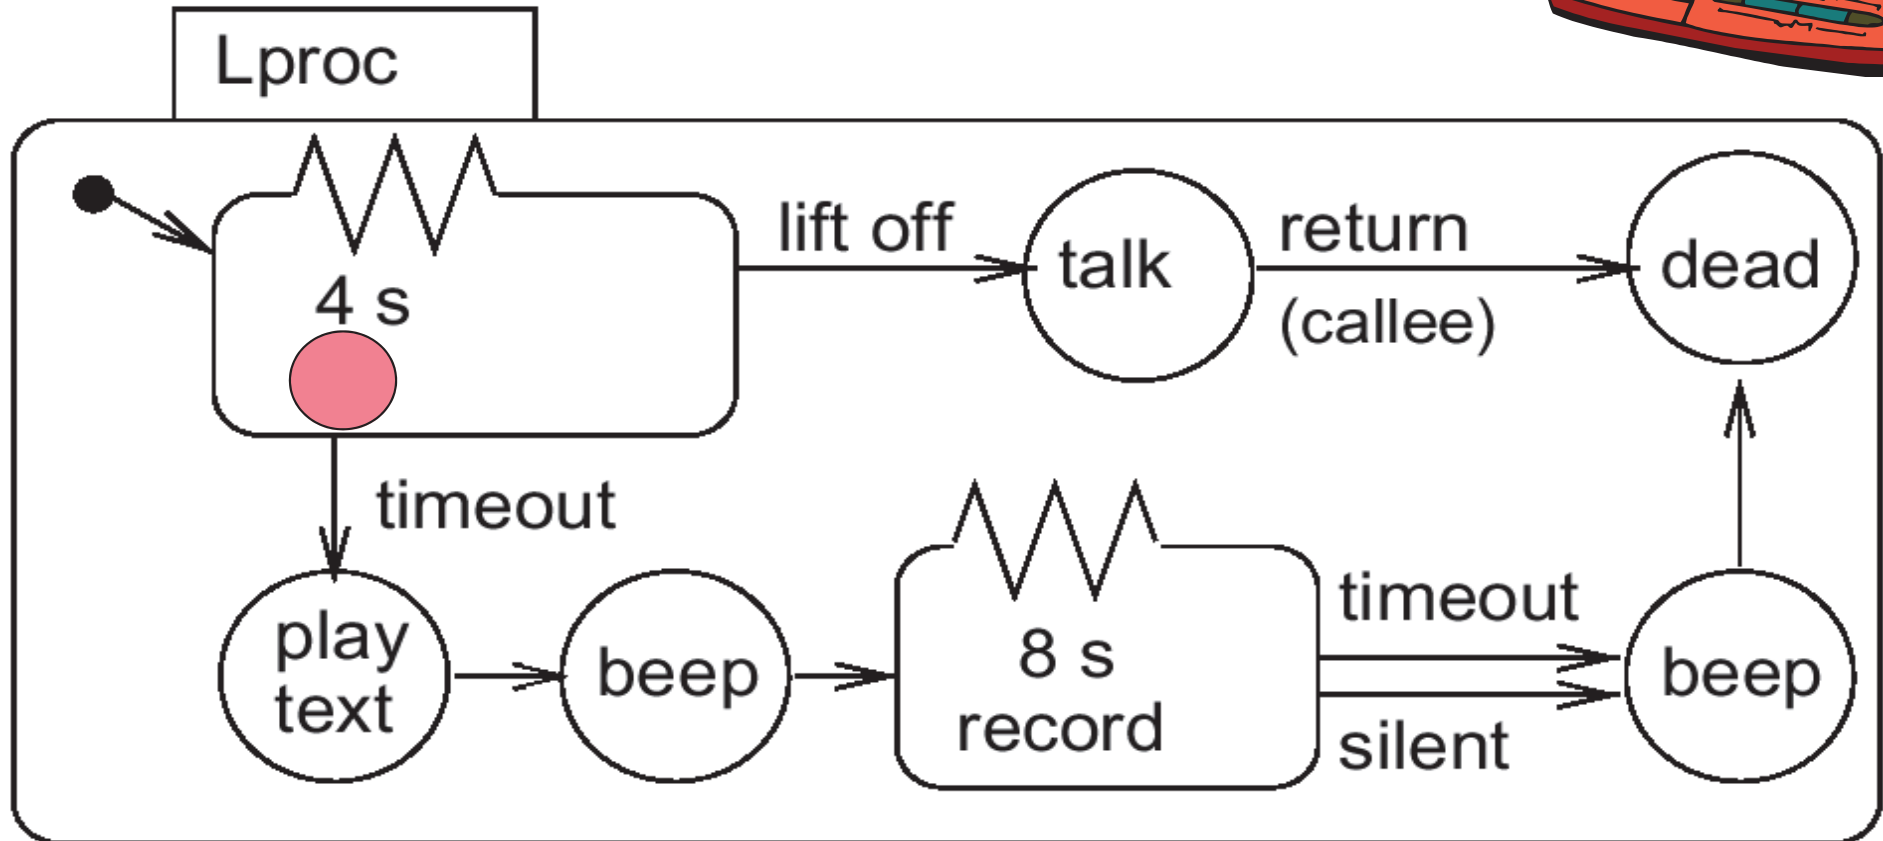 Lproc
lift off
return
talk
dead
(callee)
4 s
timeout
timeout
play
text
beep
8 s
record
beep
silent